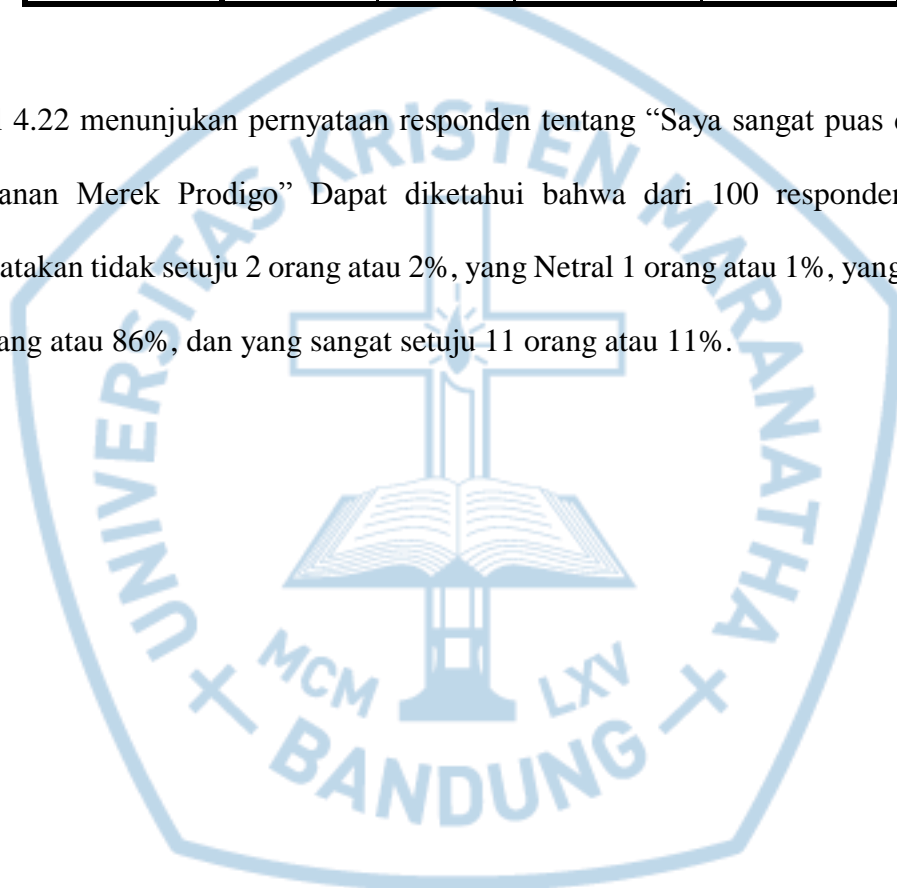 4.22 menunjukan pernyataan responden tentang “Saya sangat puas
anan Merek Prodigo” Dapat diketahui bahwa dari 100 responden
atakan tidak setuju 2 orang atau 2%, yang Netral 1 orang atau 1%, yang
ang atau 86%, dan yang sangat setuju 11 orang atau 11%.
UNIVERSITAS KRISTEN MARANATHA
MCM LXV
BANDUNG